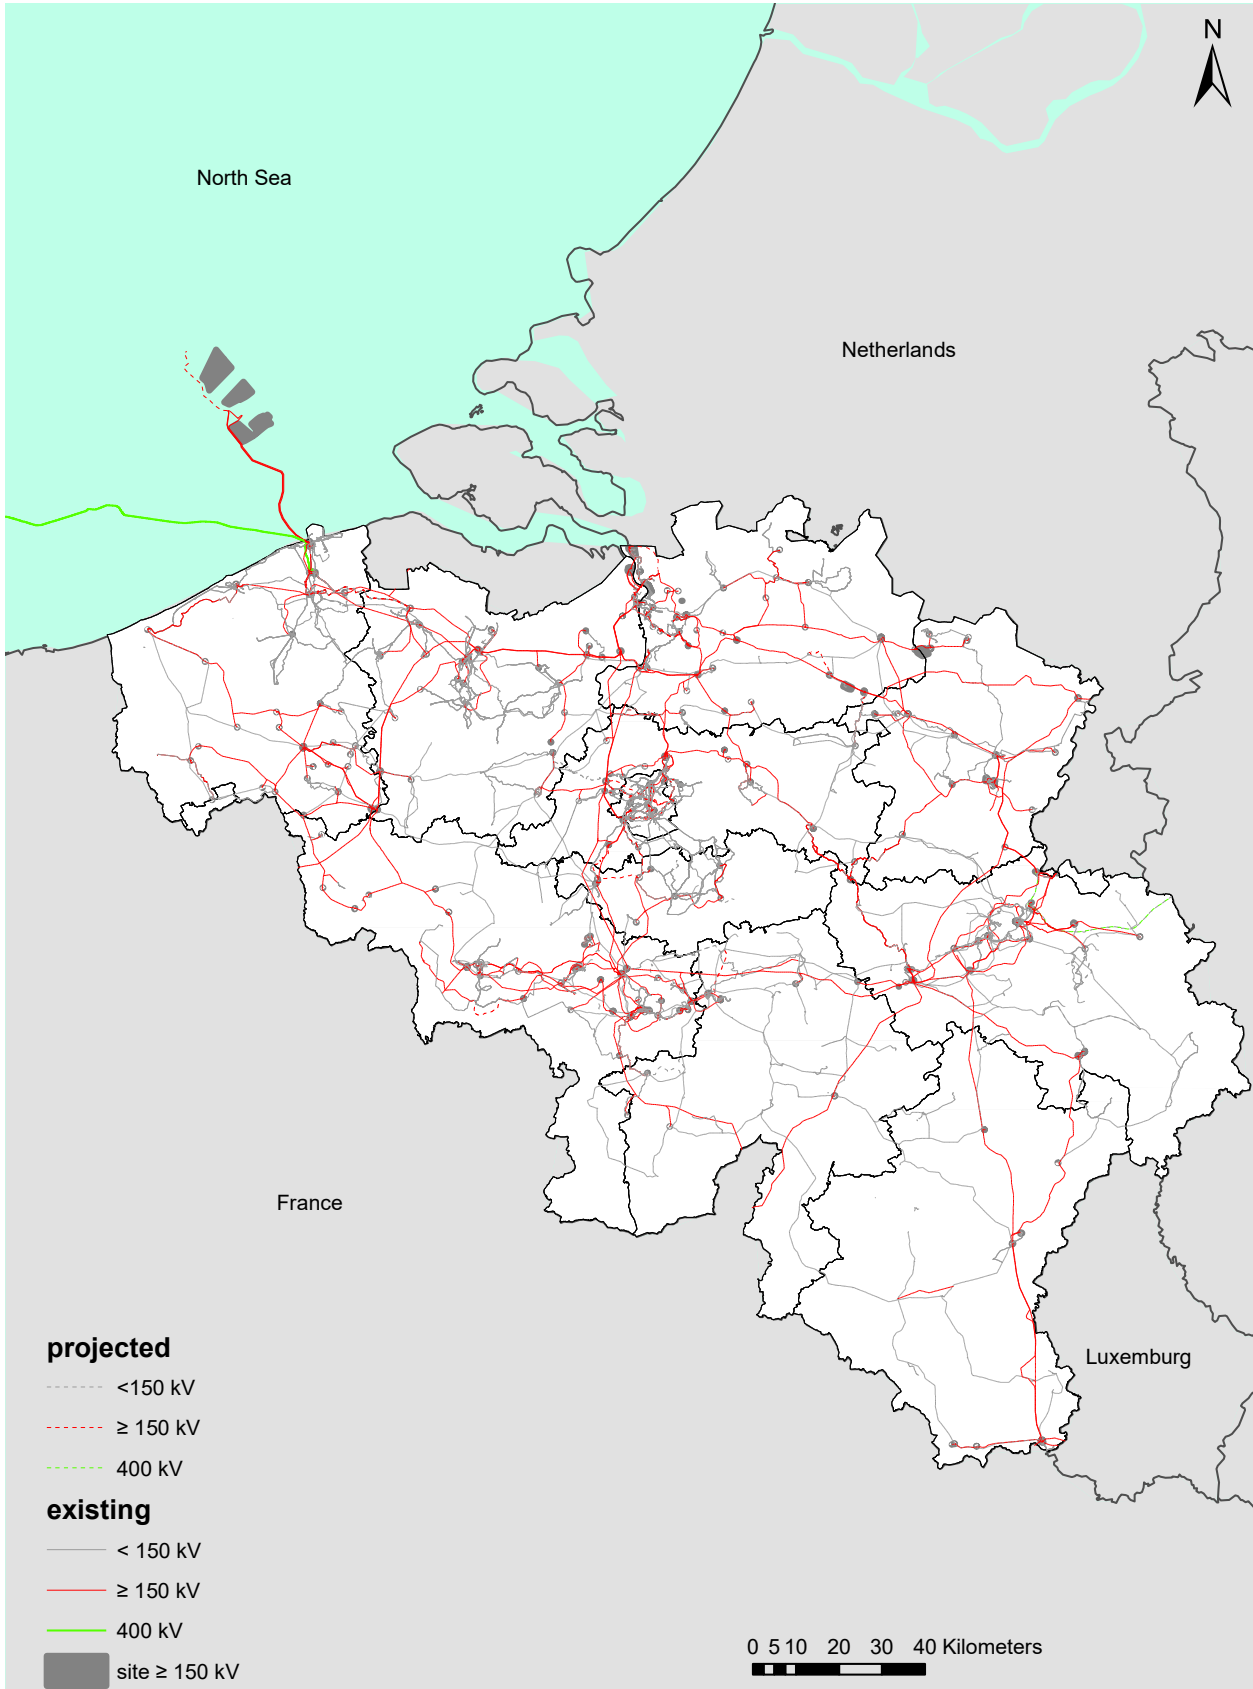 N
North Sea
Netherlands
France
Luxemburg
projected
<150 kV
≥ 150 kV
400 kV
existing
< 150 kV
≥ 150 kV
400 kV
site ≥ 150 kV
0 5 10 20 30 40 Kilometers